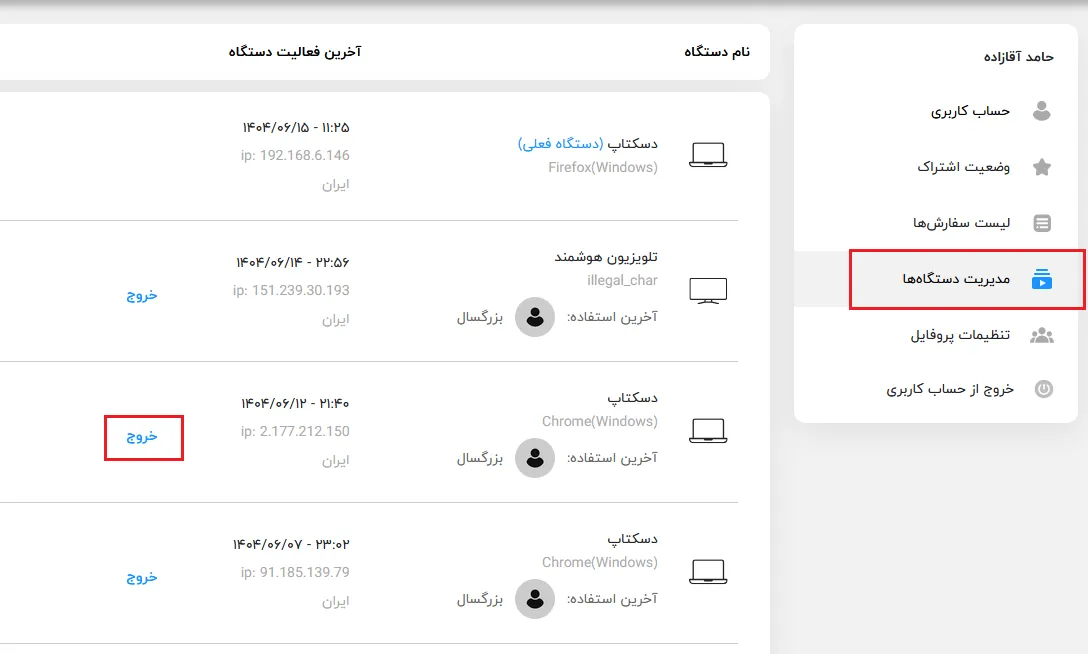 حامد آقازاده
حساب کاربری
وضعیت اشتراک
لیست سفارش‌ها
مدیریت دستگاه‌ها
تنظیمات پروفایل
خروج از حساب کاربری
نام دستگاه
آخرین فعالیت دستگاه
دسکتاپ (دستگاه فعلی)
Firefox(Windows)
۱۴۰۴/۰۶/۱۵ - ۱۱:۲۵
ip: 192.168.6.146
ایران
تلویزیون هوشمند
illegal_char
آخرین استفاده: بزرگسال
۱۴۰۴/۰۶/۱۴ - ۲۲:۵۶
ip: 151.239.30.193
ایران
خروج
دسکتاپ
Chrome(Windows)
آخرین استفاده: بزرگسال
۱۴۰۴/۰۶/۱۲ - ۲۱:۴۰
ip: 2.177.212.150
ایران
خروج
دسکتاپ
Chrome(Windows)
آخرین استفاده: بزرگسال
۱۴۰۴/۰۶/۰۷ - ۲۳:۰۲
ip: 91.185.139.79
ایران
خروج